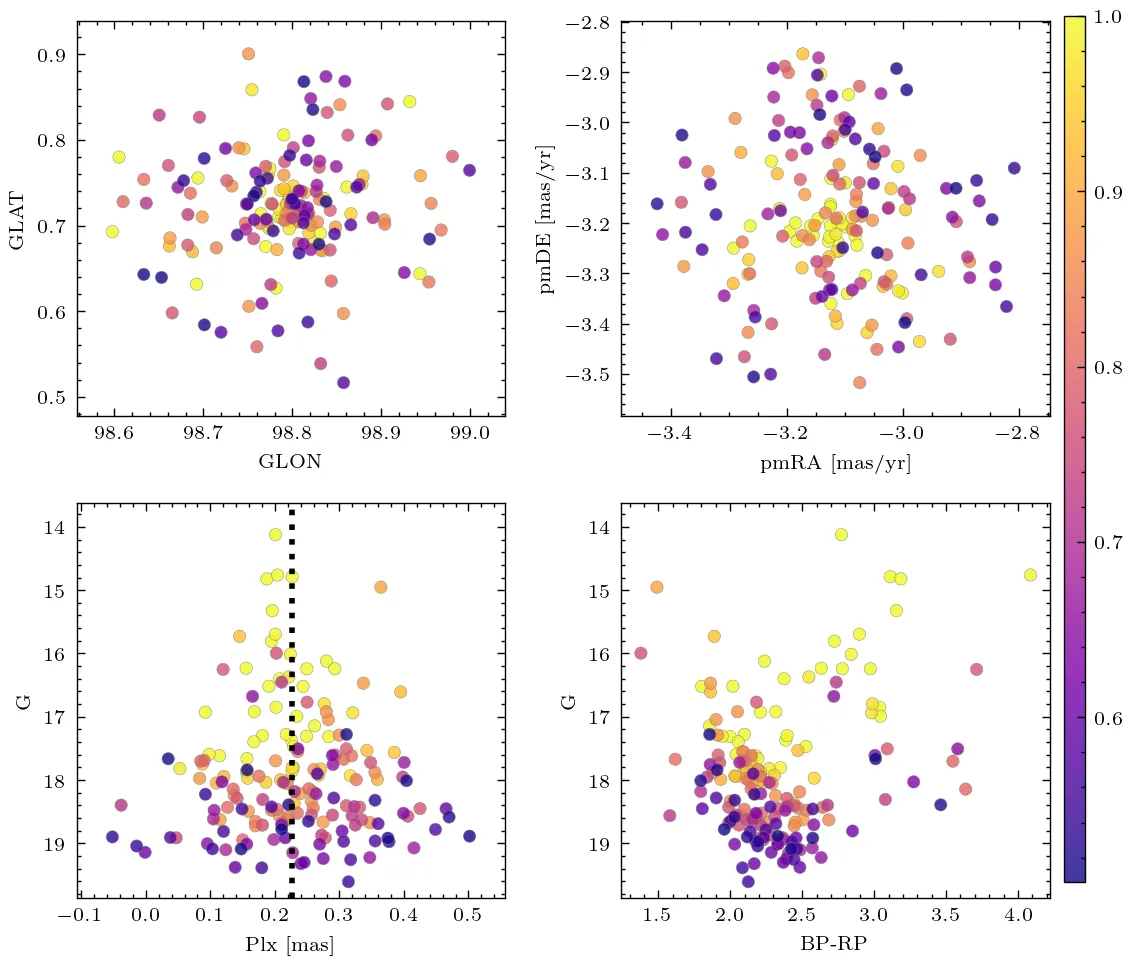 0.9
0.8
0.7
0.6
0.5
GLAT
98.6 98.7 98.8 98.9 99.0
GLON
−2.8
−2.9
−3.0
−3.1
−3.2
−3.3
−3.4
−3.5
pmDE [mas/yr]
−3.4 −3.2 −3.0 −2.8
pmRA [mas/yr]
1.0
0.9
0.8
0.7
0.6
14
15
16
17
18
19
G
−0.1 0.0 0.1 0.2 0.3 0.4 0.5
Plx [mas]
14
15
16
17
18
19
G
1.5 2.0 2.5 3.0 3.5 4.0
BP-RP